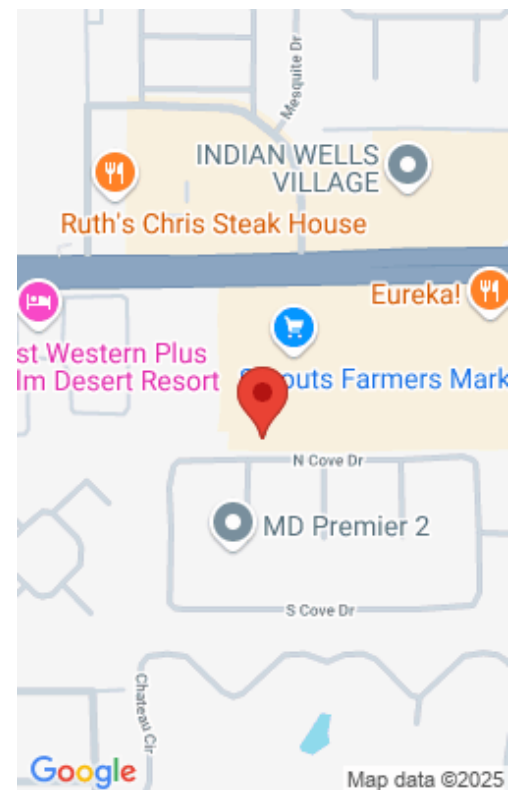 Mesquite Dr
INDIAN WELLS
VILLAGE
Ruth's Chris Steak House
Eureka!
st Western Plus
lm Desert Resort
outs Farmers Mark
N Cove Dr
MD Premier 2
S Cove Dr
Chateau Cir
Google
Map data ©2025